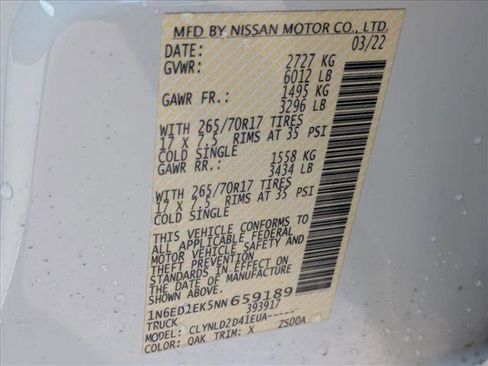 MFD BY NISSAN MOTOR CO., LTD.
DATE: 03/22
GVWR: 2727 KG
6012 LB
GAWR FR.: 1495 KG
3296 LB
WITH 265/70R17 TIRES
17 X 7.5 RIMS AT 35 PSI
COLD SINGLE
GAWR RR.: 1558 KG
3434 LB
WITH 265/70R17 TIRES
17 X 7.5 RIMS AT 35 PSI
COLD SINGLE
THIS VEHICLE CONFORMS TO
ALL APPLICABLE FEDERAL
MOTOR VEHICLE SAFETY AND
THEFT PREVENTION
STANDARDS IN EFFECT ON
THE DATE OF MANUFACTURE
SHOWN ABOVE.
1N6ED1EK5NN659189
TRUCK 393917
MODEL: CLYNLD2D41EUA- ZS00A
COLOR: QAK TRIM: X